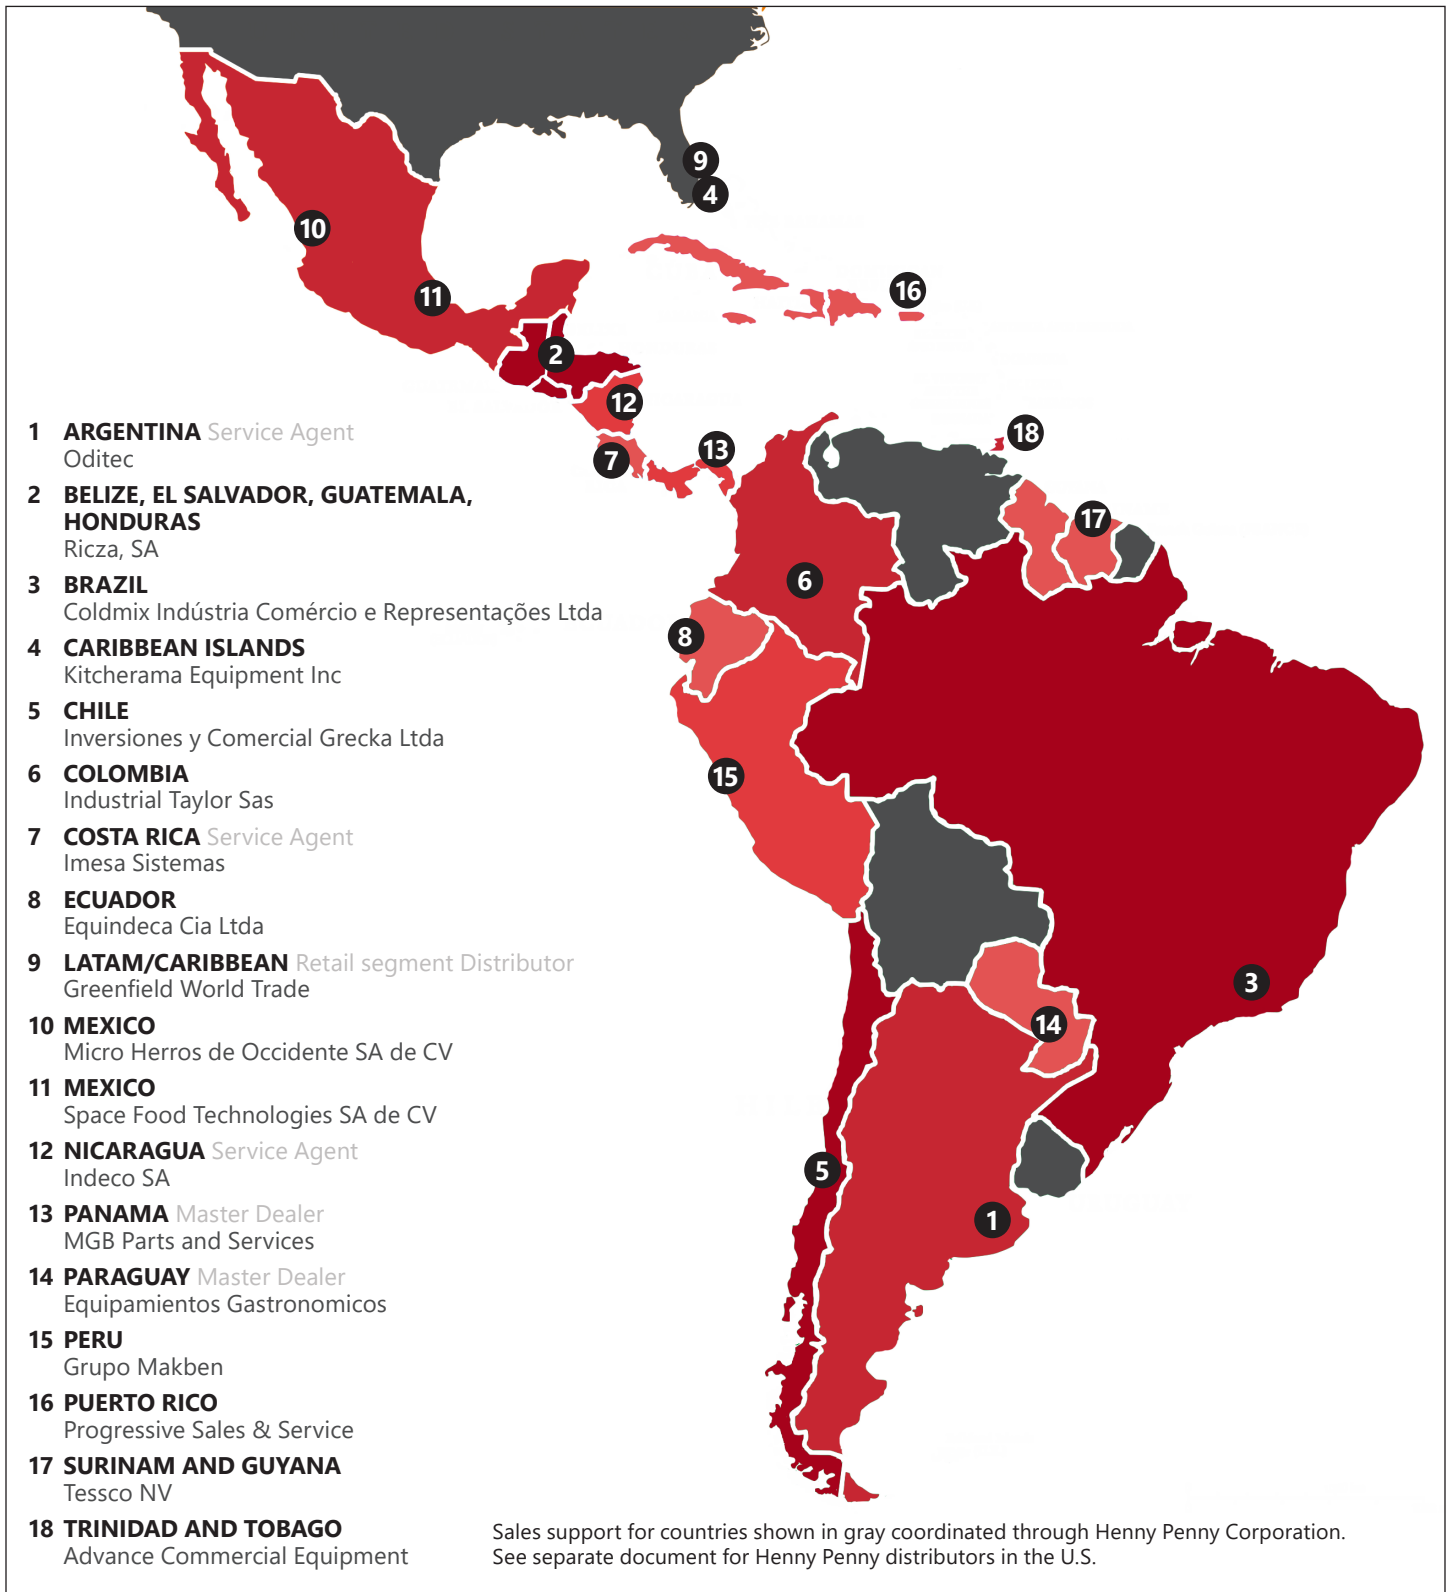 10
11
2
12
7
13
9
4
16
18
17
6
8
15
14
3
5
1
1 ARGENTINA Service Agent
Oditec
2 BELIZE, EL SALVADOR, GUATEMALA,
HONDURAS
Ricza, SA
3 BRAZIL
Coldmix Indústria Comércio e Representações Ltda
4 CARIBBEAN ISLANDS
Kitcherama Equipment Inc
5 CHILE
Inversiones y Comercial Grecka Ltda
6 COLOMBIA
Industrial Taylor Sas
7 COSTA RICA Service Agent
Imesa Sistemas
8 ECUADOR
Equindeca Cia Ltda
9 LATAM/CARIBBEAN Retail segment Distributor
Greenfield World Trade
10 MEXICO
Micro Herros de Occidente SA de CV
11 MEXICO
Space Food Technologies SA de CV
12 NICARAGUA Service Agent
Indeco SA
13 PANAMA Master Dealer
MGB Parts and Services
14 PARAGUAY Master Dealer
Equipamientos Gastronomicos
15 PERU
Grupo Makben
16 PUERTO RICO
Progressive Sales & Service
17 SURINAM AND GUYANA
Tessco NV
18 TRINIDAD AND TOBAGO
Advance Commercial Equipment
Sales support for countries shown in gray coordinated through Henny Penny Corporation.
See separate document for Henny Penny distributors in the U.S.